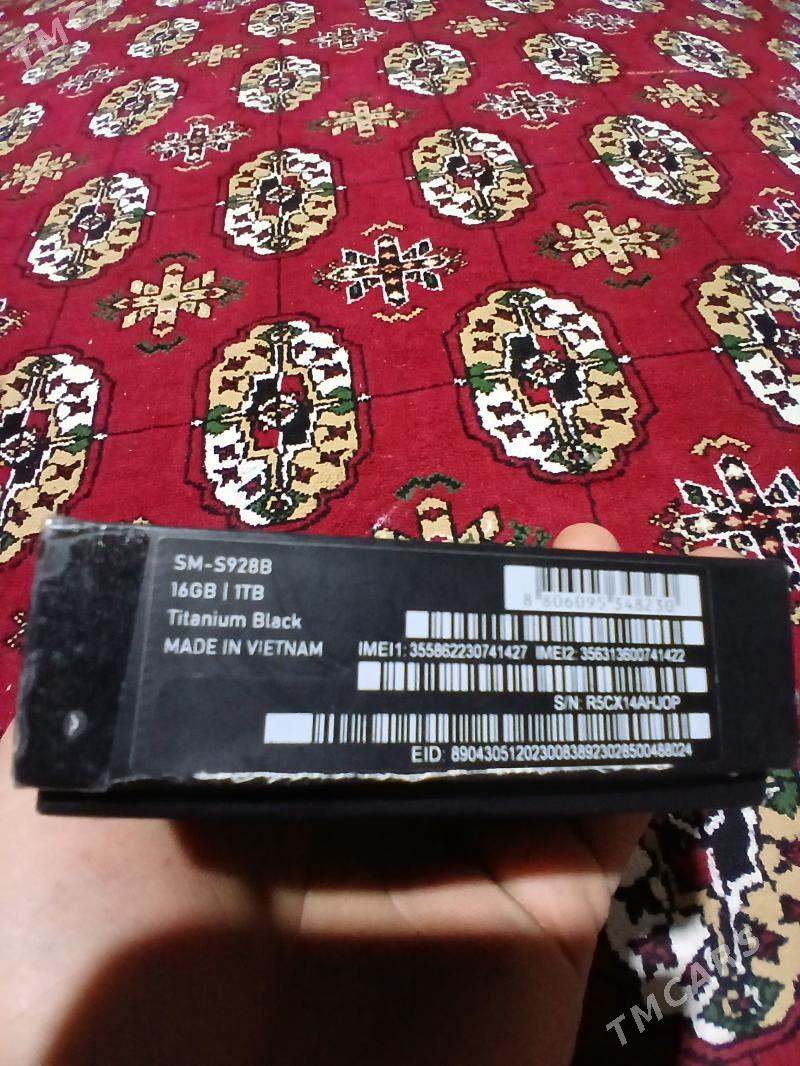 TMCARS
SM-S928B
16GB | 1TB
Titanium Black
MADE IN VIETNAM
8 806095 348230
IMEI1: 355862230741427 IMEI2: 356313600741422
S/N: R5CX14AHJOP
EID: 89043051202300838923028500488024
TMCARS